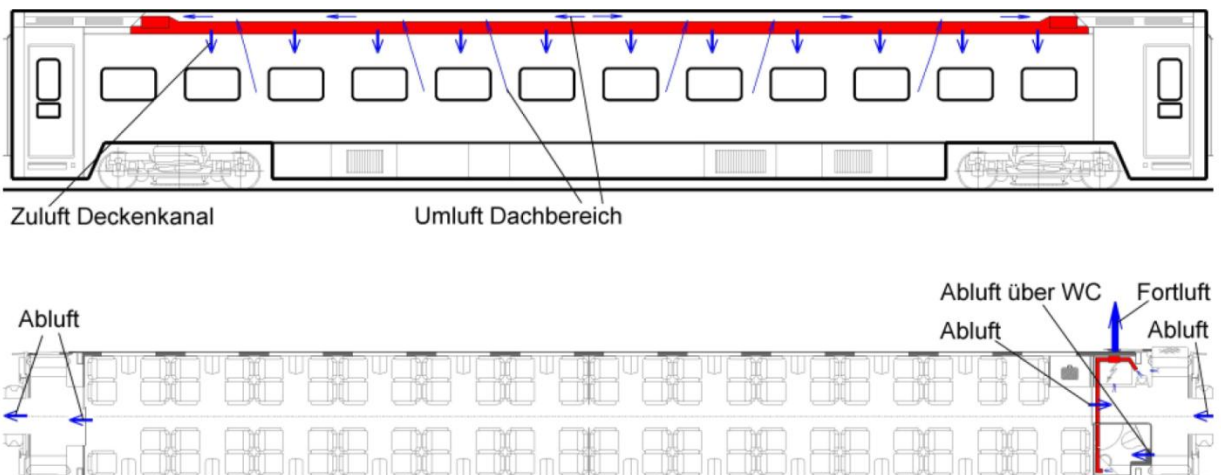 Zuluft Deckenkanal
Umluft Dachbereich
Abluft über WC
Fortluft
Abluft
Abluft
Abluft